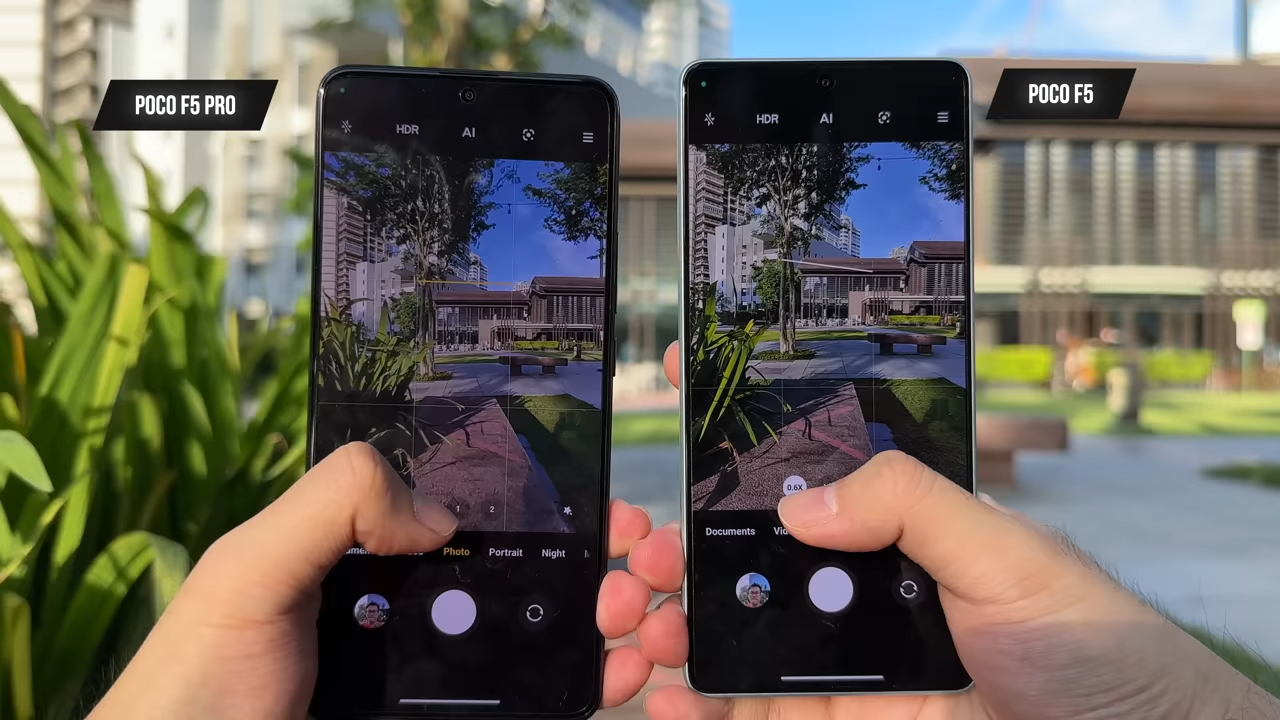 POCO F5 PRO
POCO F5
HDR AI
HDR AI
0.6X
1 2
Documents
Photo Portrait Night